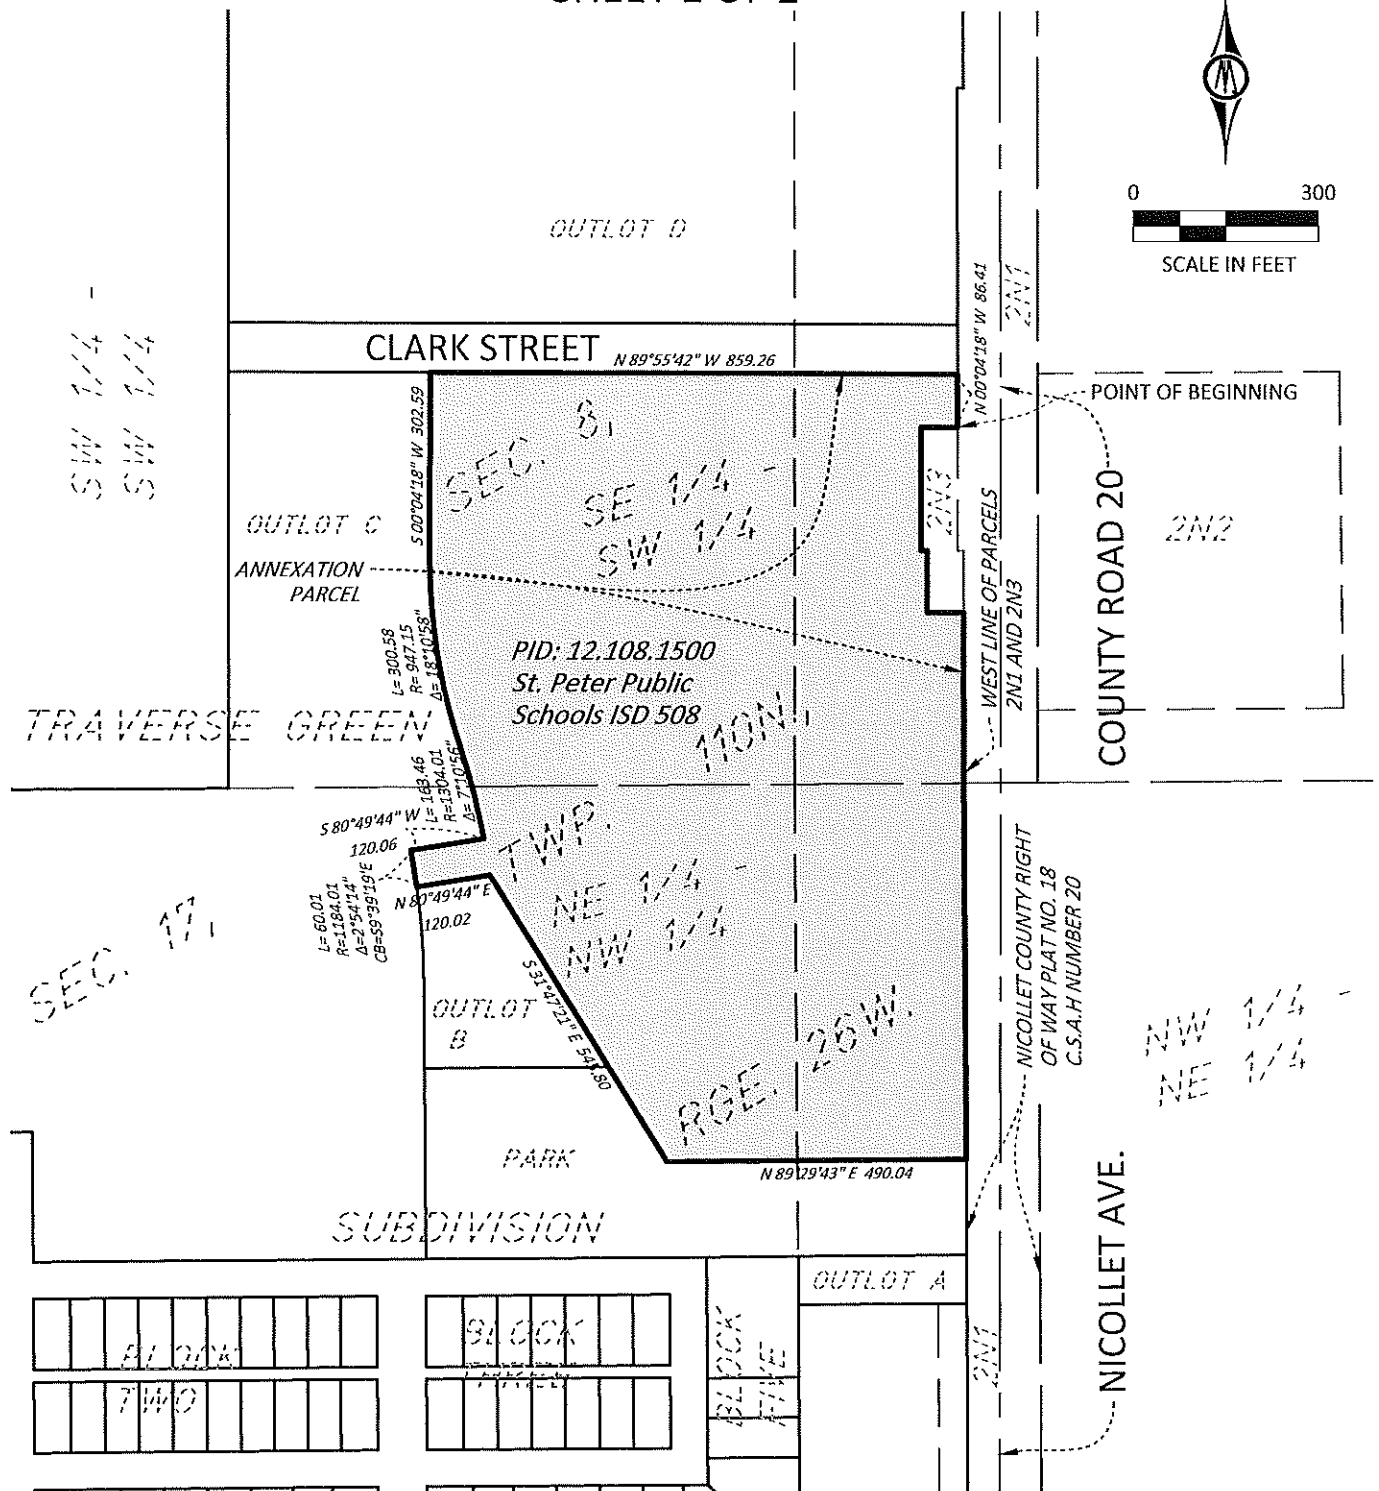 OUTLOT D
0 300
SCALE IN FEET
SW 1/4 -
SW 1/4
CLARK STREET
N 89°55'42" W 859.26
N 00°04'18" W 86.41
2N1
POINT OF BEGINNING
S 00°04'18" W 302.59
SEC. 8,
SE 1/4 -
SW 1/4
2N3
2N2
OUTLOT C
ANNEXATION
PARCEL
WEST LINE OF PARCELS
2N1 AND 2N3
COUNTY ROAD 20
L= 300.58
R= 947.15
Δ= 18°10'58"
PID: 12.108.1500
St. Peter Public
Schools ISD 508
110N.,
TRAVERSE GREEN
L= 163.46
R=1304.01
Δ= 7°10'56"
S 80°49'44" W
120.06
TWP.
NE 1/4 -
NW 1/4
N 80°49'44" E
120.02
L= 60.01
R=1184.01
Δ=2°54'14"
CB=S9°39'19"E
SEC. 17,
NICOLLET COUNTY RIGHT
OF WAY PLAT NO. 18
C.S.A.H NUMBER 20
OUTLOT
B
S 31°47'21" E
RGE. 26W.
NW 1/4 -
NE 1/4
PARK
N 89°29'43" E 490.04
SUBDIVISION
NICOLLET AVE.
OUTLOT A
BLOCK
TWO
BLOCK
THREE
BLOCK
FIVE
2N1